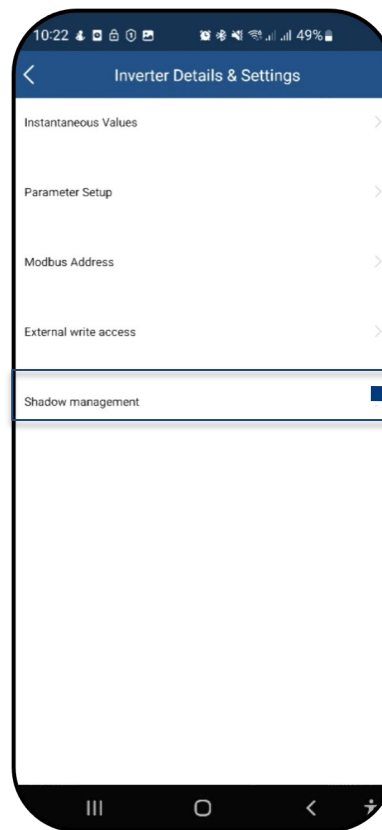 10:22 49%
Inverter Details & Settings
Instantaneous Values
Parameter Setup
Modbus Address
External write access
Shadow management